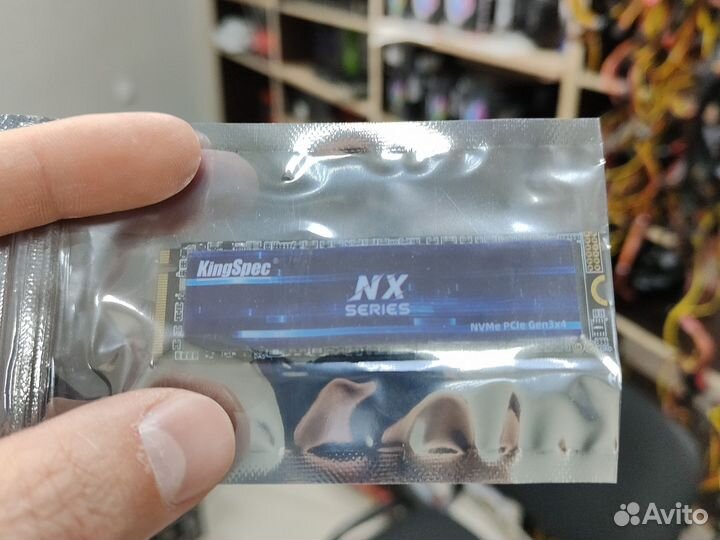 KingSpec®
NX
SERIES
NVMe PCIe Gen3x4
Avito